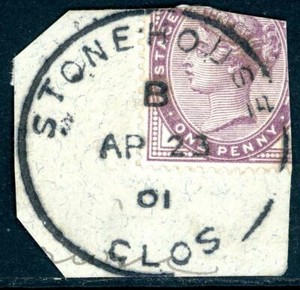 STONEHOUSE
B
AP 23
01
GLOS
POSTAGE
ONE PENNY